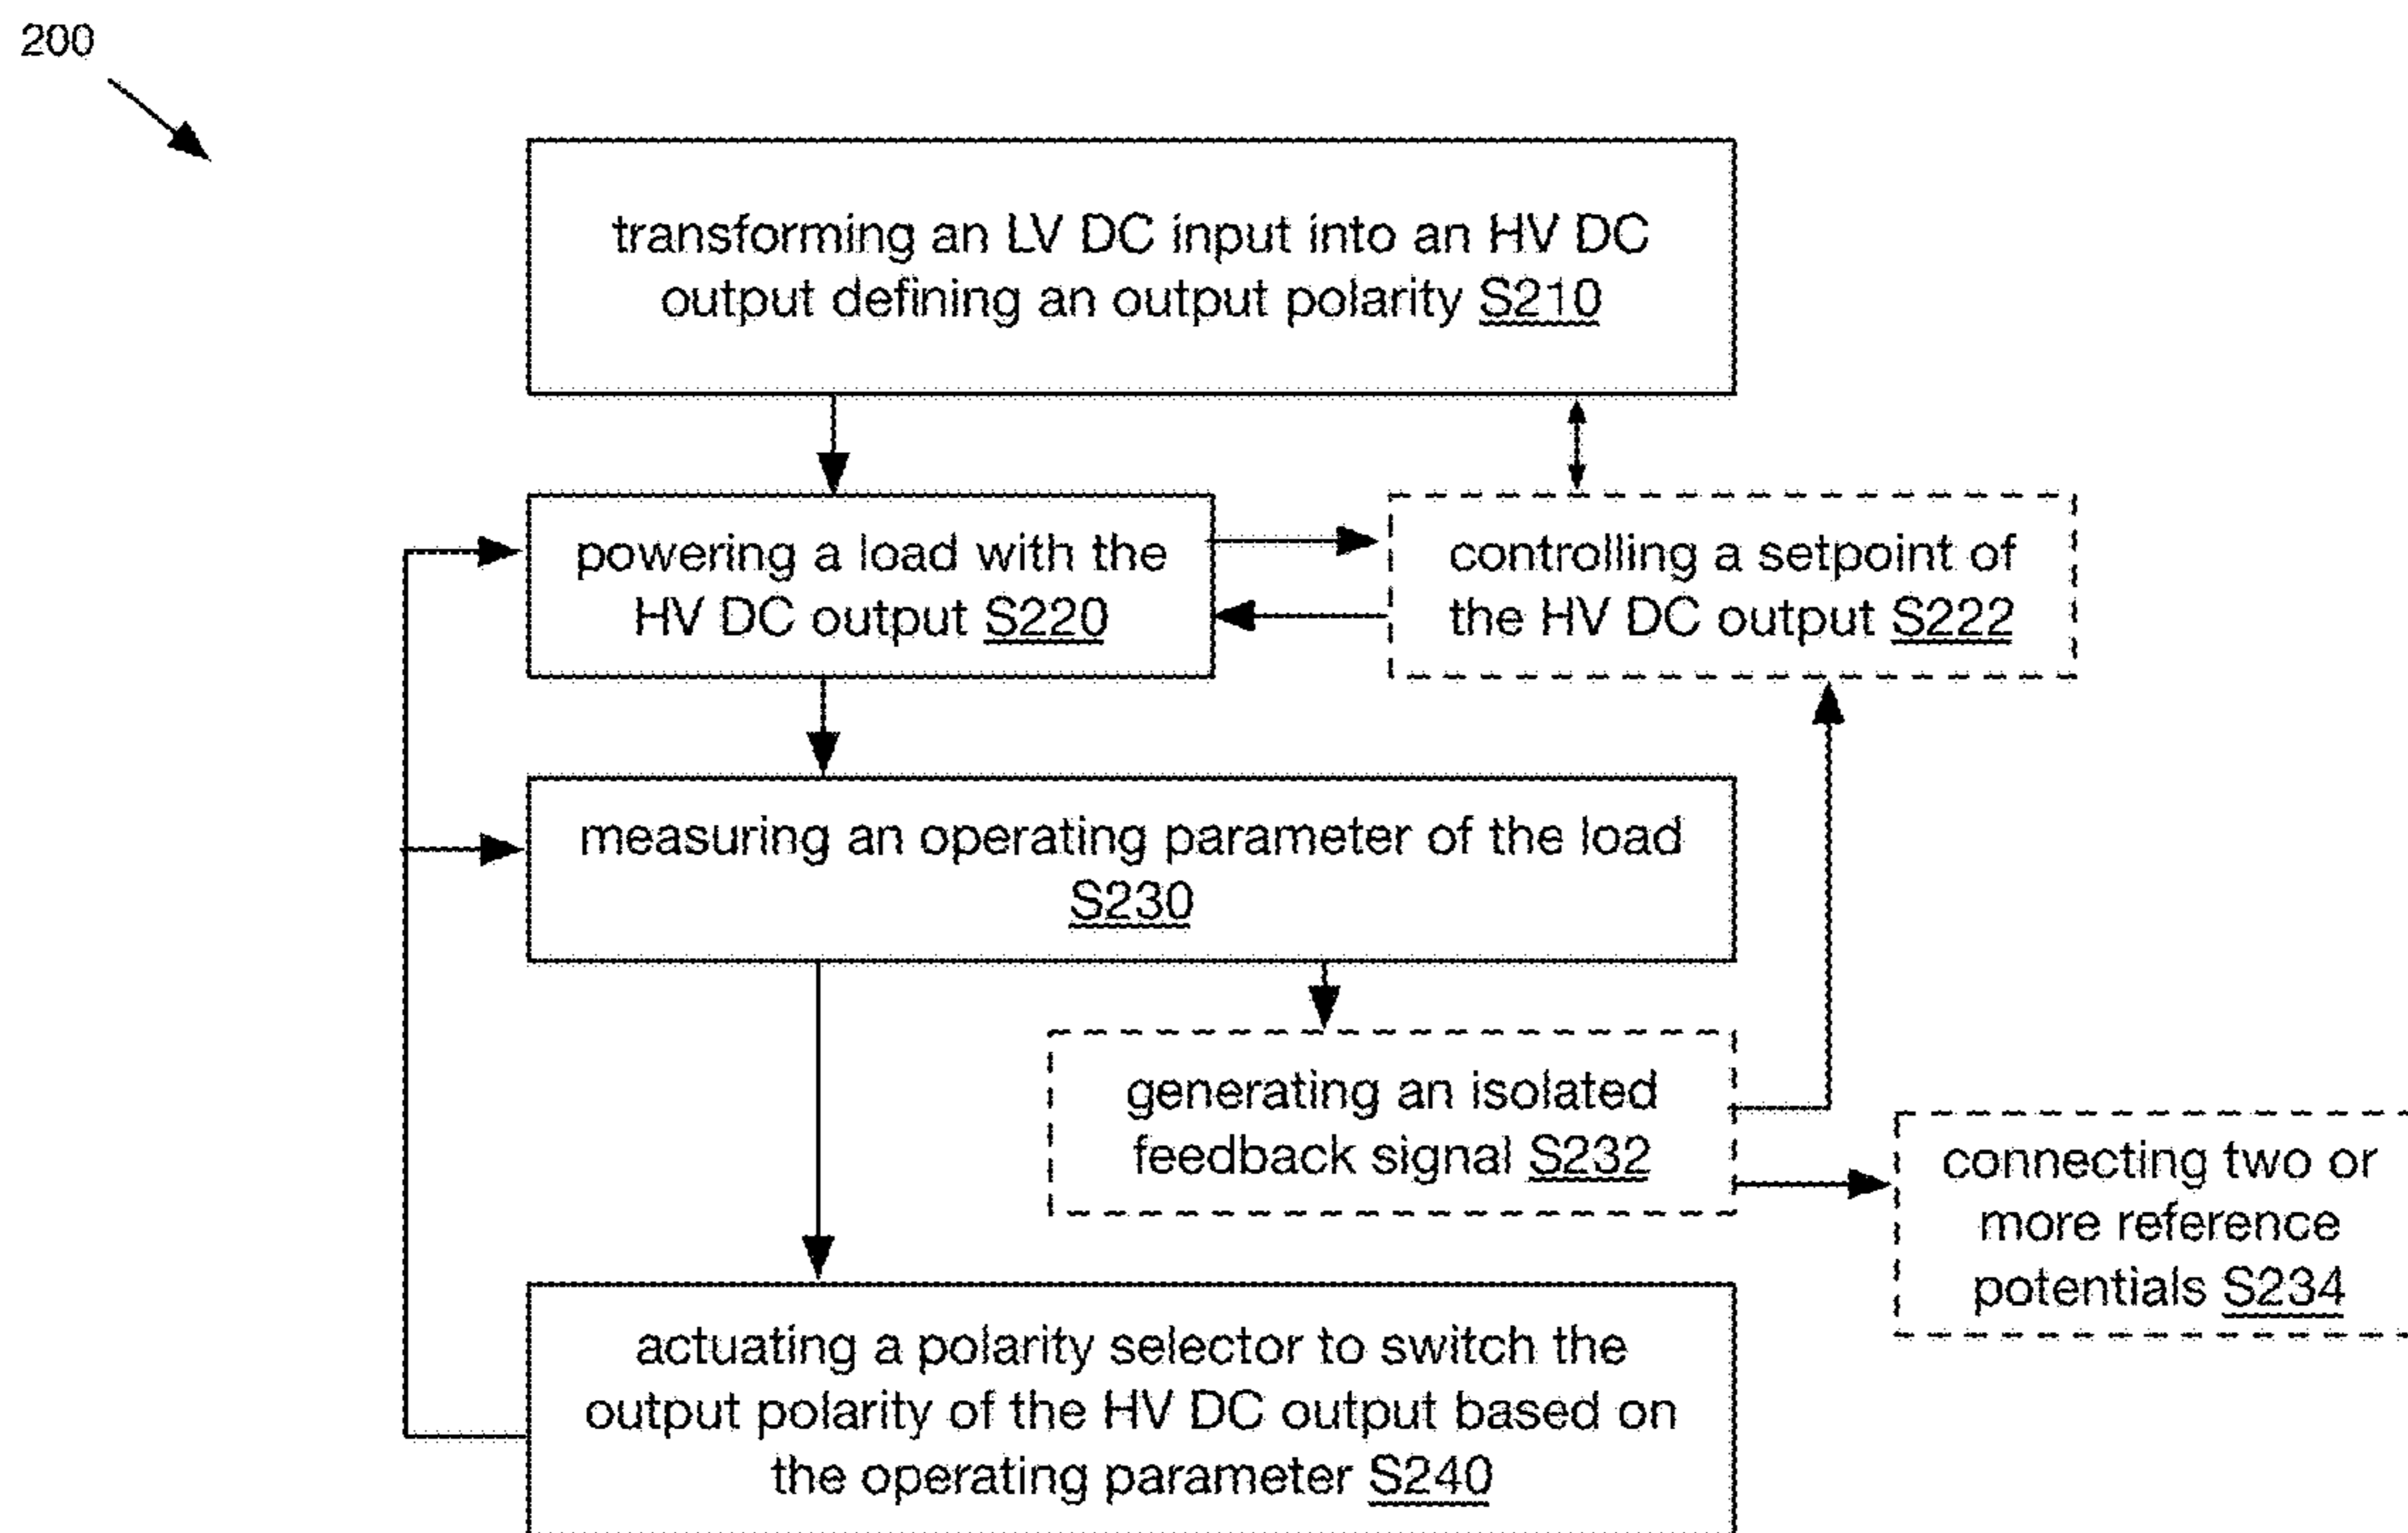 200
transforming an LV DC input into an HV DC
output defining an output polarity S210
powering a load with the
HV DC output S220
controlling a setpoint of
the HV DC output S222
measuring an operating parameter of the load
S230
generating an isolated
feedback signal S232
connecting two or
more reference
potentials S234
actuating a polarity selector to switch the
output polarity of the HV DC output based on
the operating parameter S240